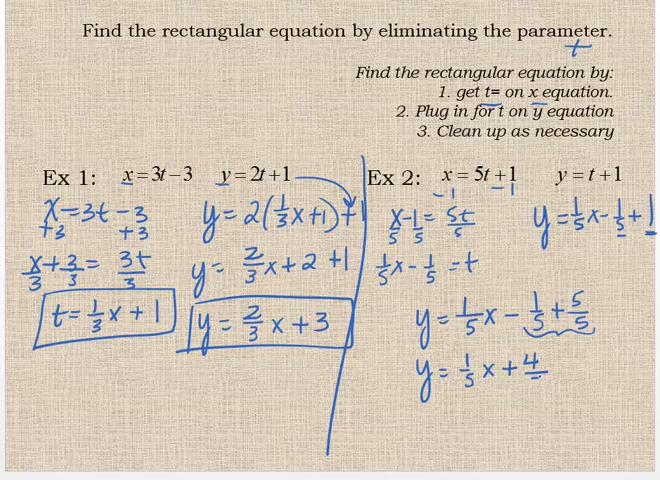 Find the rectangular equation by eliminating the parameter.
t
Find the rectangular equation by:
1. get t= on x equation.
2. Plug in for t on y equation
3. Clean up as necessary
Ex 1: x=3t−3 y=2t+1
x=3t−3
+3 +3
x/3+3/3=3t/3
t=1/3x+1
y=2(1/3x+1)+1
y=2/3x+2+1
y=2/3x+3
Ex 2: x=5t+1 y=t+1
−1 −1
x/5−1/5=5t/5
1/5x−1/5=t
y=1/5x−1/5+1
y=1/5x−1/5+5/5
y=1/5x+4/